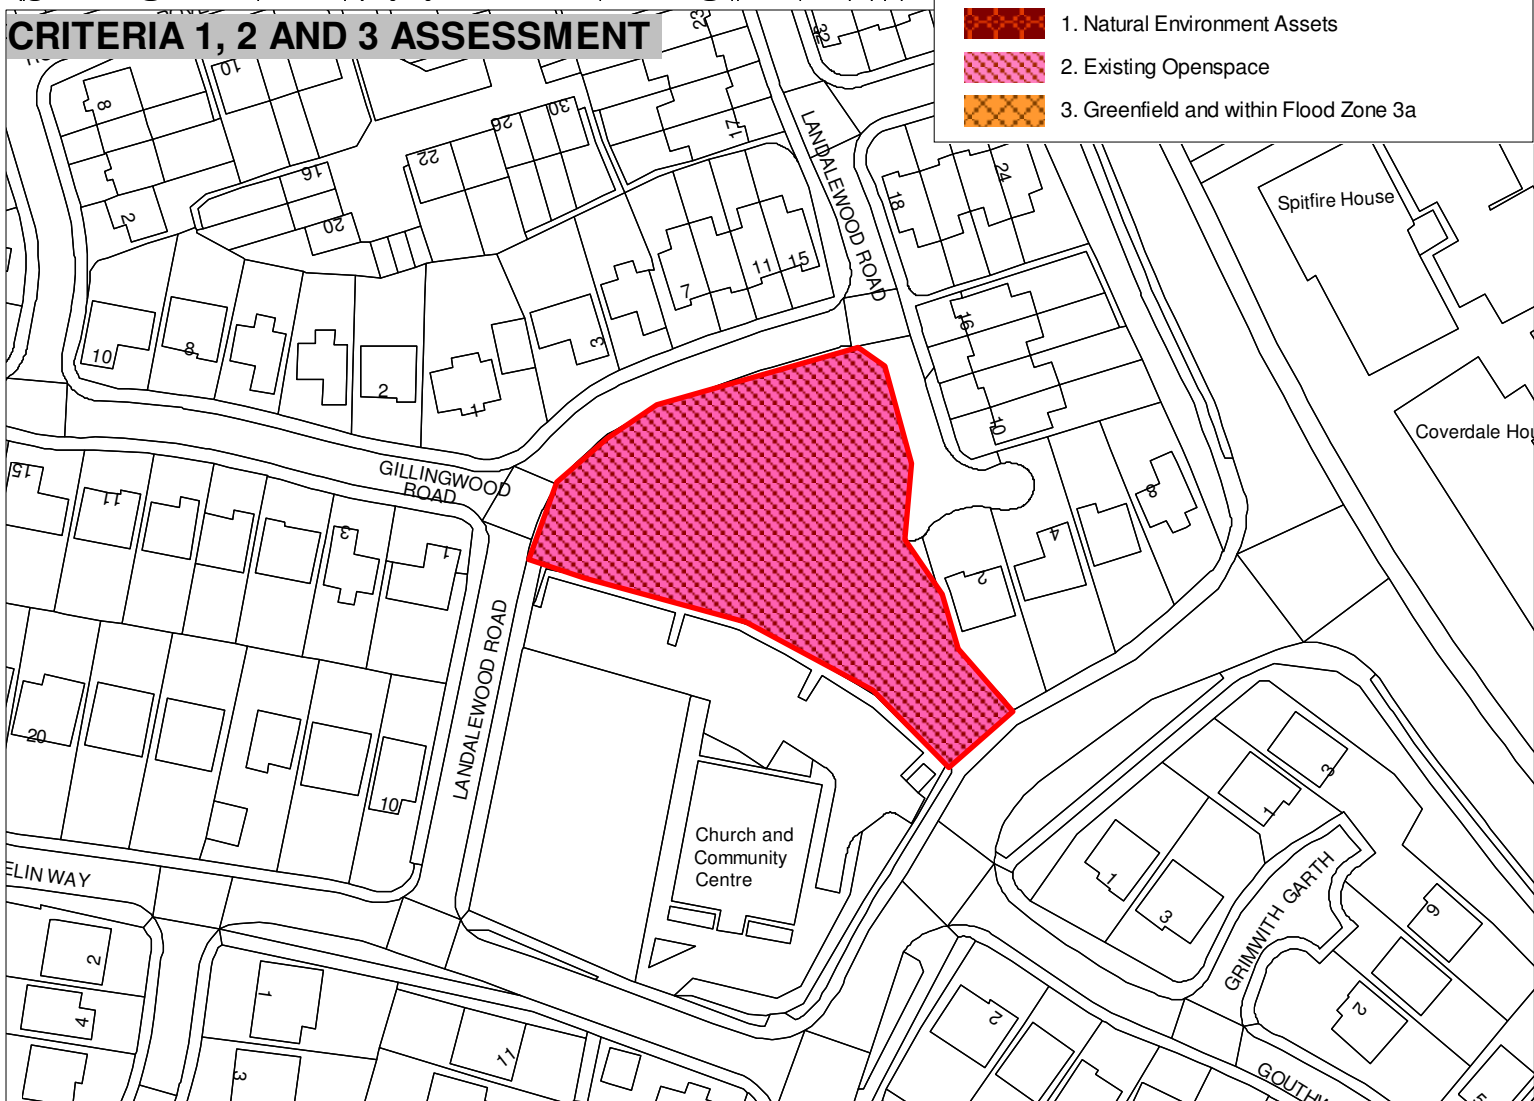 CRITERIA 1, 2 AND 3 ASSESSMENT
1. Natural Environment Assets
2. Existing Openspace
3. Greenfield and within Flood Zone 3a
23
32
8
10
30
26
22
17
16
20
2
LANDALEWOOD ROAD
18
24
Spitfire House
7
11
15
3
10
8
2
1
16
10
Coverdale Hou
GILLINGWOOD
ROAD
15
11
3
1
8
4
2
LANDALEWOOD ROAD
20
10
Church and
Community
Centre
3
1
1
3
9
2
GRIMWITH GARTH
ELIN WAY
2
4
1
3
11
2
GOUTHW
5